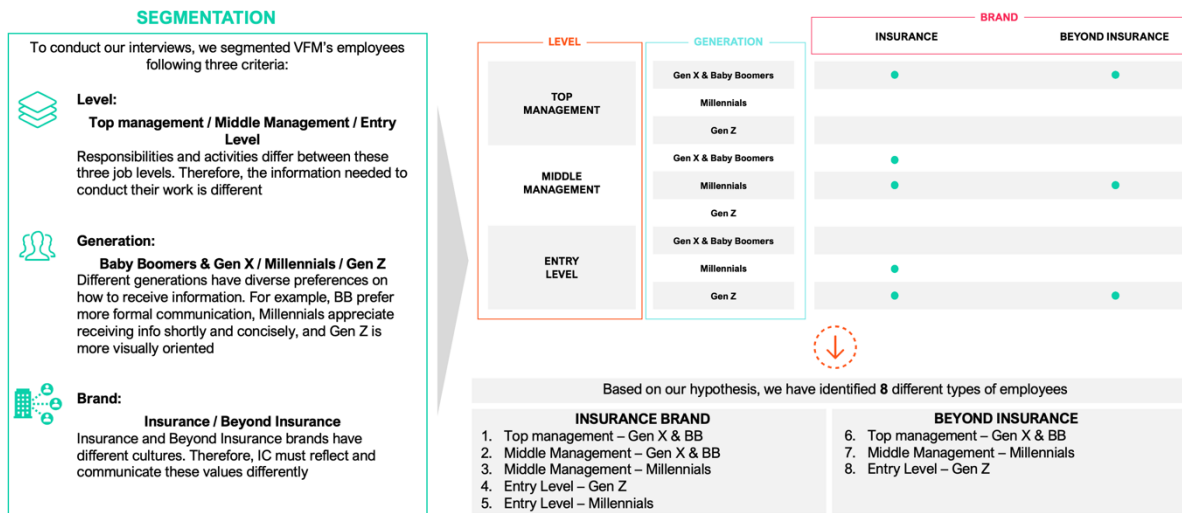 SEGMENTATION
To conduct our interviews, we segmented VFM's employees
following three criteria:
Level:
Top management / Middle Management / Entry
Level
Responsibilities and activities differ between these
three job levels. Therefore, the information needed to
conduct their work is different
Generation:
Baby Boomers & Gen X / Millennials / Gen Z
Different generations have diverse preferences on
how to receive information. For example, BB prefer
more formal communication, Millennials appreciate
receiving info shortly and concisely, and Gen Z is
more visually oriented
Brand:
Insurance / Beyond Insurance
Insurance and Beyond Insurance brands have
different cultures. Therefore, IC must reflect and
communicate these values differently
BRAND
LEVEL
GENERATION
INSURANCE
BEYOND INSURANCE
TOP
MANAGEMENT
Gen X & Baby Boomers
Millennials
Gen Z
MIDDLE
MANAGEMENT
Gen X & Baby Boomers
Millennials
Gen Z
ENTRY
LEVEL
Gen X & Baby Boomers
Millennials
Gen Z
Based on our hypothesis, we have identified 8 different types of employees
INSURANCE BRAND
1. Top management – Gen X & BB
2. Middle Management – Gen X & BB
3. Middle Management – Millennials
4. Entry Level – Gen Z
5. Entry Level – Millennials
BEYOND INSURANCE
6. Top management – Gen X & BB
7. Middle Management – Millennials
8. Entry Level – Gen Z